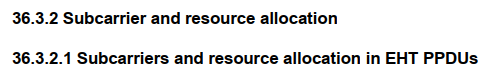 36.3.2 Subcarrier and resource allocation
36.3.2.1 Subcarriers and resource allocation in EHT PPDUs